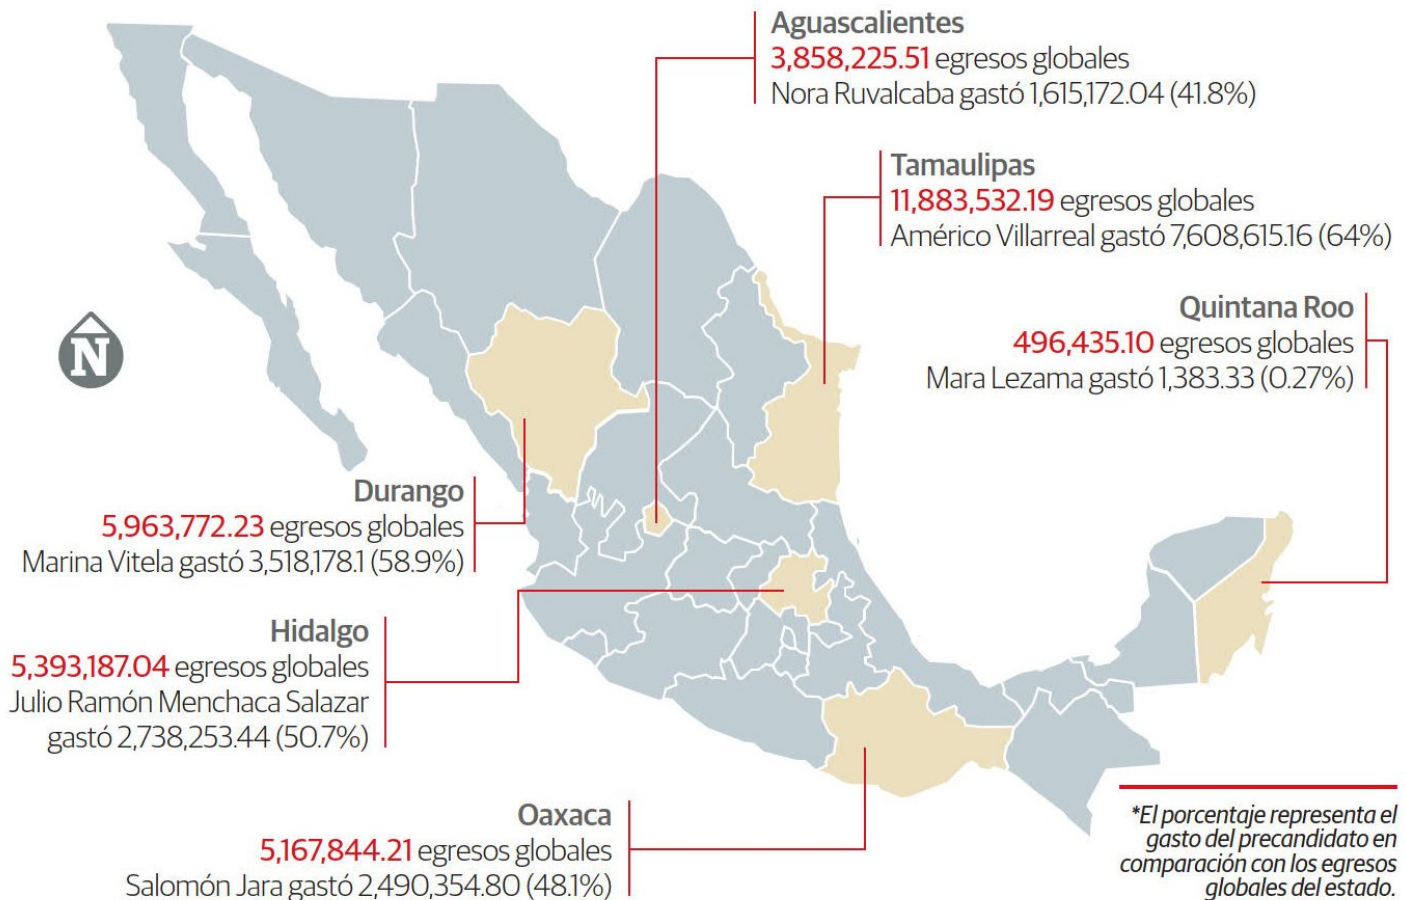 Aguascalientes
3,858,225.51 egresos globales
Nora Ruvalcaba gastó 1,615,172.04 (41.8%)
Tamaulipas
11,883,532.19 egresos globales
Américo Villarreal gastó 7,608,615.16 (64%)
Quintana Roo
496,435.10 egresos globales
Mara Lezama gastó 1,383.33 (0.27%)
N
Durango
5,963,772.23 egresos globales
Marina Vitela gastó 3,518,178.1 (58.9%)
Hidalgo
5,393,187.04 egresos globales
Julio Ramón Menchaca Salazar
gastó 2,738,253.44 (50.7%)
Oaxaca
5,167,844.21 egresos globales
Salomón Jara gastó 2,490,354.80 (48.1%)
*El porcentaje representa el
gasto del precandidato en
comparación con los egresos
globales del estado.